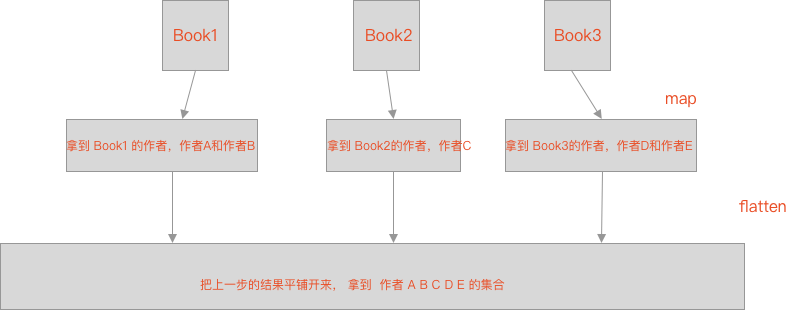 Book1
Book2
Book3
map
拿到 Book1 的作者，作者A和作者B
拿到 Book2的作者，作者C
拿到 Book3的作者，作者D和作者E
flatten
把上一步的结果平铺开来， 拿到 作者 A B C D E 的集合